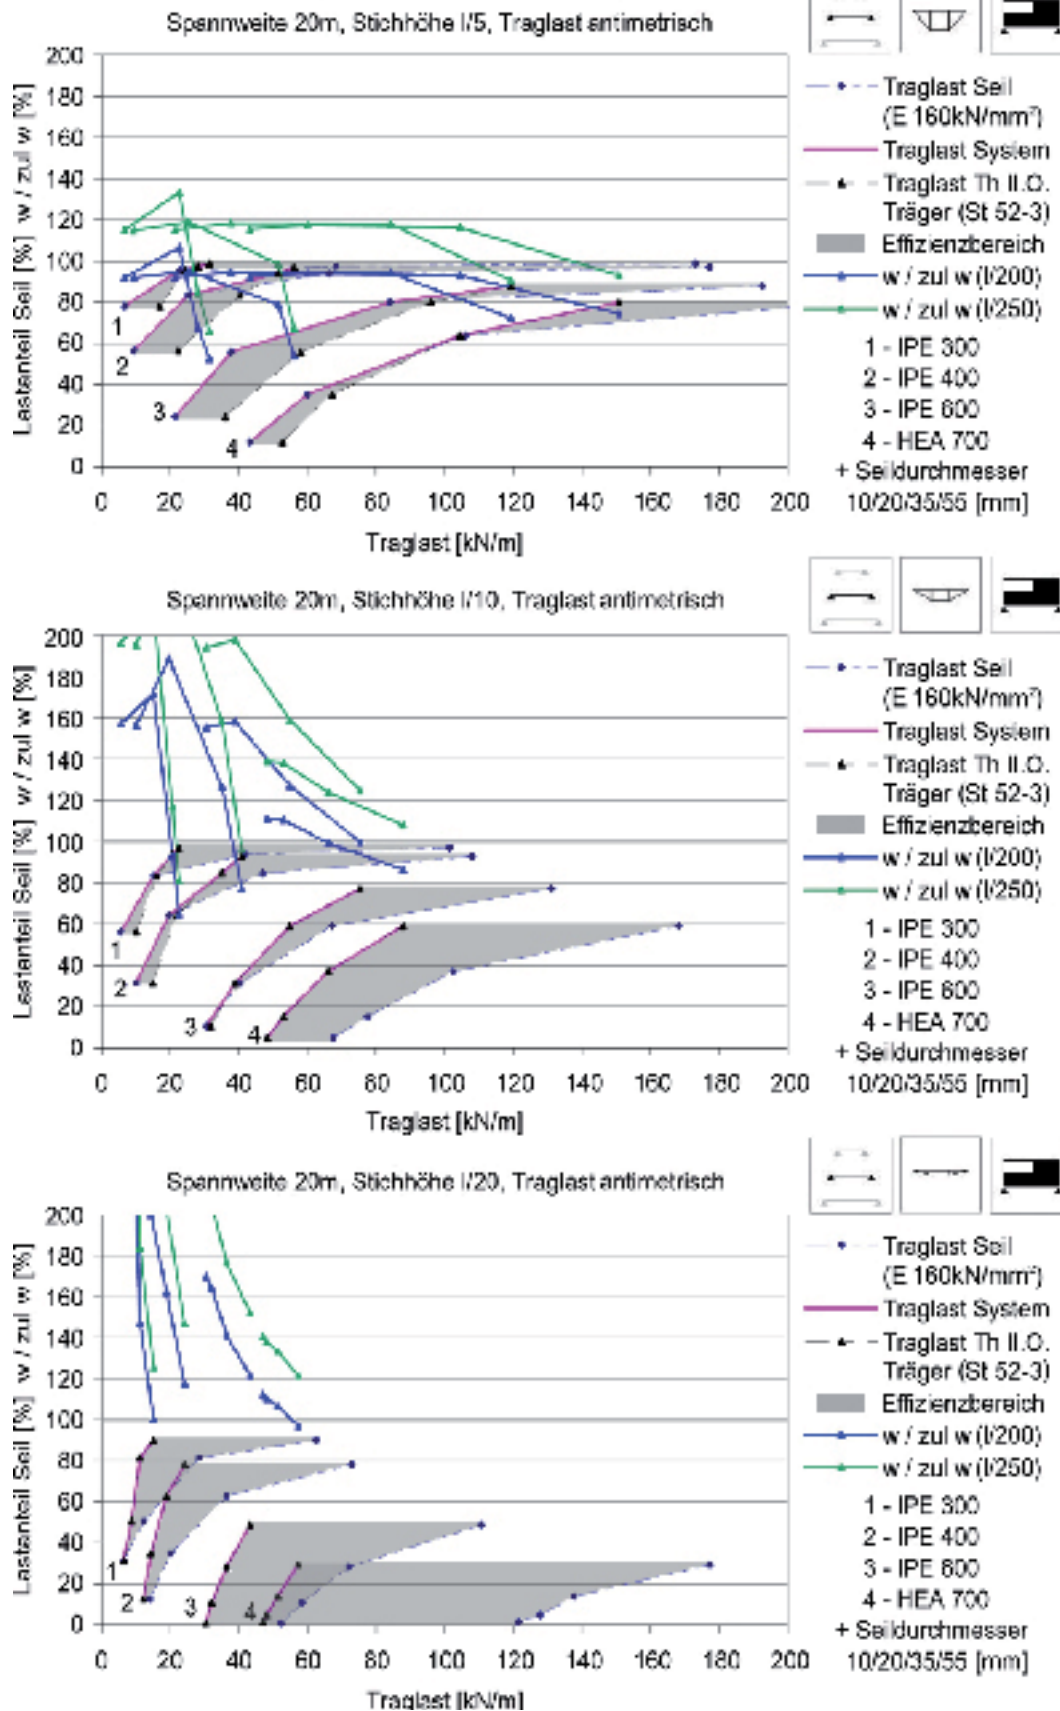 Spannweite 20m, Stichhöhe l/5, Traglast antimetrisch
Lastanteil Seil [%] w / zul w [%]
200
180
160
140
120
100
80
60
40
20
0
1
2
3
4
0 20 40 60 80 100 120 140 160 180 200
Traglast [kN/m]
Traglast Seil
(E 160kN/mm²)
Traglast System
Traglast Th II.O.
Träger (St 52-3)
Effizienzbereich
w / zul w (l/200)
w / zul w (l/250)
1 - IPE 300
2 - IPE 400
3 - IPE 600
4 - HEA 700
+ Seildurchmesser
10/20/35/55 [mm]
Spannweite 20m, Stichhöhe l/10, Traglast antimetrisch
Lastanteil Seil [%] w / zul w [%]
200
180
160
140
120
100
80
60
40
20
0
1
2
3
4
0 20 40 60 80 100 120 140 160 180 200
Traglast [kN/m]
Traglast Seil
(E 160kN/mm²)
Traglast System
Traglast Th II.O.
Träger (St 52-3)
Effizienzbereich
w / zul w (l/200)
w / zul w (l/250)
1 - IPE 300
2 - IPE 400
3 - IPE 600
4 - HEA 700
+ Seildurchmesser
10/20/35/55 [mm]
Spannweite 20m, Stichhöhe l/20, Traglast antimetrisch
Lastanteil Seil [%] w / zul w [%]
200
180
160
140
120
100
80
60
40
20
0
1
2
3
4
0 20 40 60 80 100 120 140 160 180 200
Traglast [kN/m]
Traglast Seil
(E 160kN/mm²)
Traglast System
Traglast Th II.O.
Träger (St 52-3)
Effizienzbereich
w / zul w (l/200)
w / zul w (l/250)
1 - IPE 300
2 - IPE 400
3 - IPE 600
4 - HEA 700
+ Seildurchmesser
10/20/35/55 [mm]